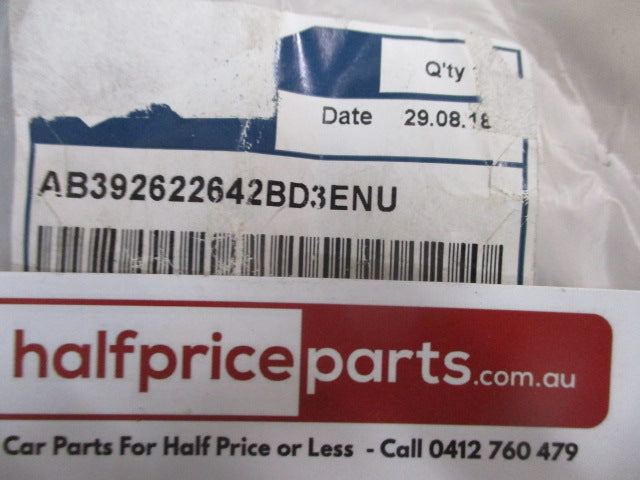 Q'ty
Date 29.08.18
AB392622642BD3ENU
halfpriceparts.com.au
Car Parts For Half Price or Less - Call 0412 760 479